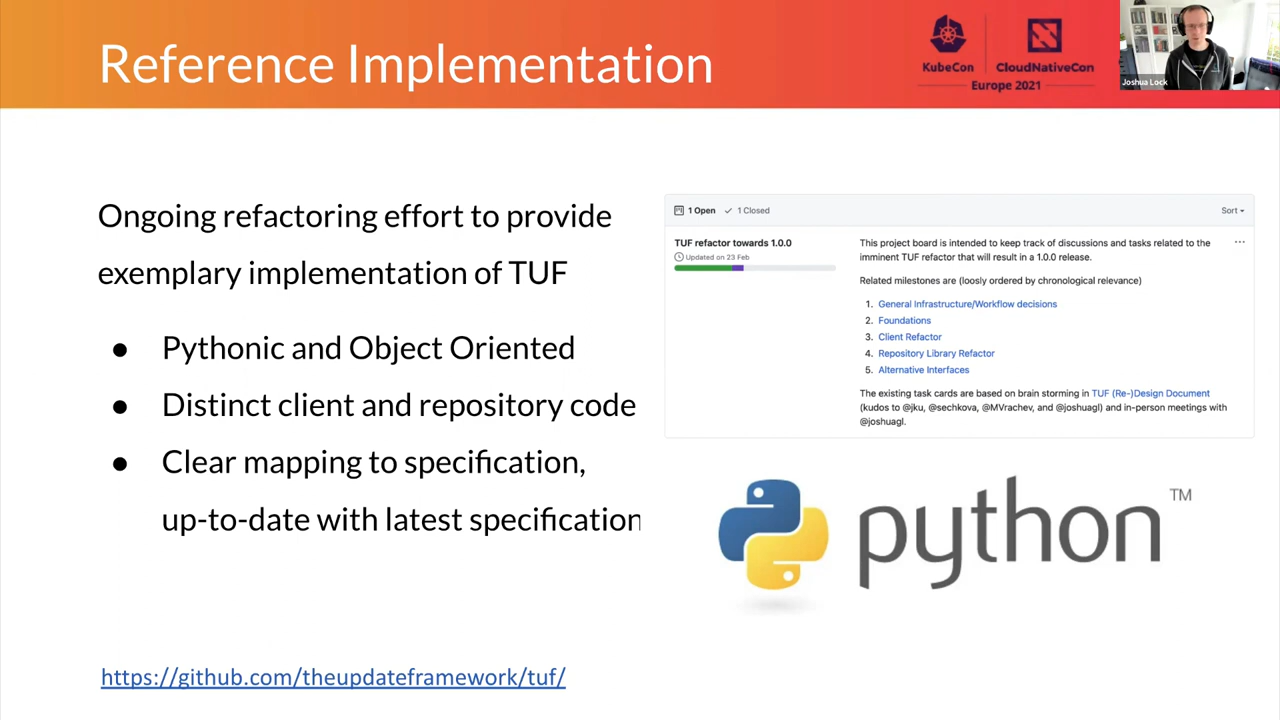 Reference Implementation
KubeCon
CloudNativeCon
Europe 2021
Joshua Lock
Ongoing refactoring effort to provide
exemplary implementation of TUF
● Pythonic and Object Oriented
● Distinct client and repository code
● Clear mapping to specification,
up-to-date with latest specification
1 Open ✓ 1 Closed
Sort
TUF refactor towards 1.0.0
Updated on 23 Feb
...
This project board is intended to keep track of discussions and tasks related to the
imminent TUF refactor that will result in a 1.0.0 release.
Related milestones are (loosly ordered by chronological relevance)
1. General Infrastructure/Workflow decisions
2. Foundations
3. Client Refactor
4. Repository Library Refactor
5. Alternative Interfaces
The existing task cards are based on brain storming in TUF (Re-)Design Document
(kudos to @jku, @sechkova, @MVrachev, and @joshuagl) and in-person meetings with
@joshuagl.
python™
https://github.com/theupdateframework/tuf/